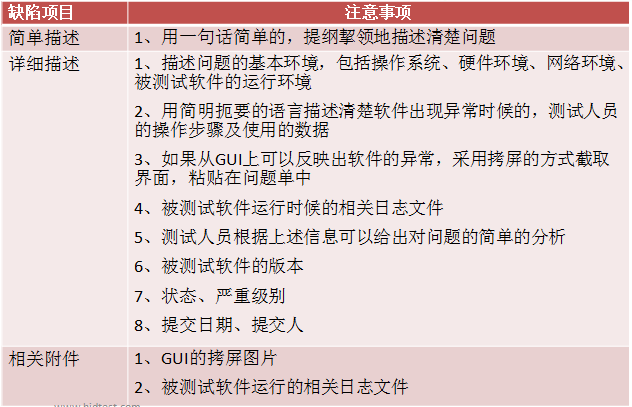 缺陷项目
注意事项
简单描述
1、用一句话简单的，提纲挈领地描述清楚问题
详细描述
1、描述问题的基本环境，包括操作系统、硬件环境、网络环境、
被测试软件的运行环境
2、用简明扼要的语言描述清楚软件出现异常时候的，测试人员
的操作步骤及使用的数据
3、如果从GUI上可以反映出软件的异常，采用拷屏的方式截取
界面，粘贴在问题单中
4、被测试软件运行时候的相关日志文件
5、测试人员根据上述信息可以给出对问题的简单的分析
6、被测试软件的版本
7、状态、严重级别
8、提交日期、提交人
相关附件
1、GUI的拷屏图片
2、被测试软件运行的相关日志文件